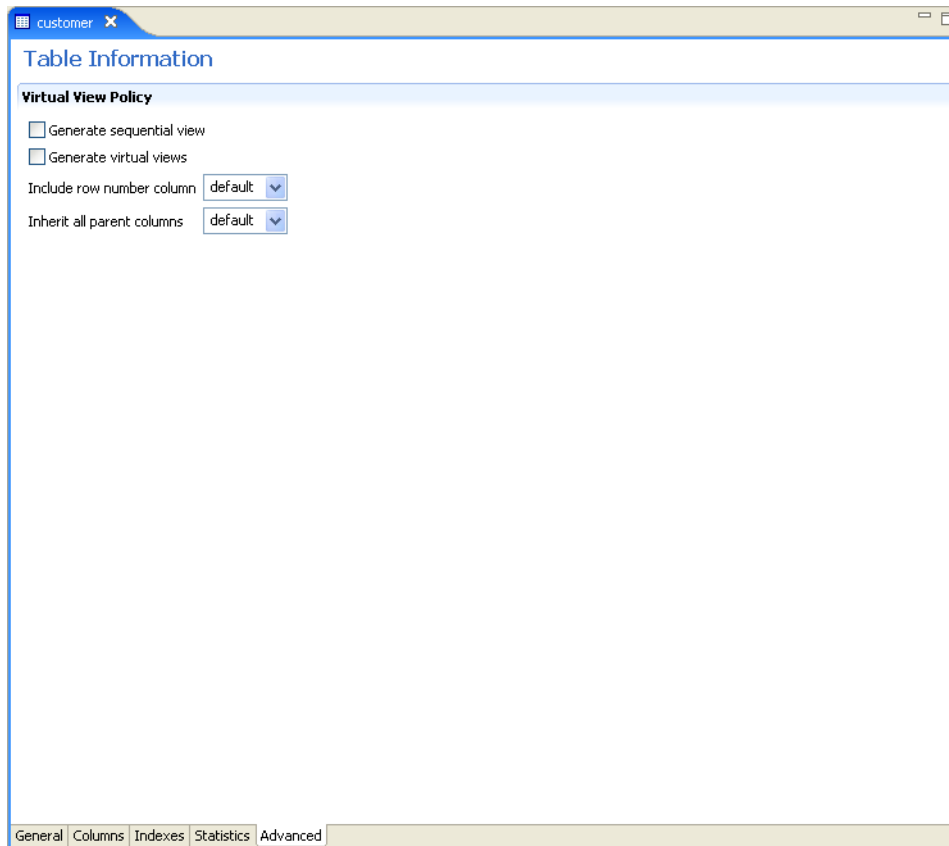 customer
Table Information
Virtual View Policy
Generate sequential view
Generate virtual views
Include row number column default
Inherit all parent columns default
General Columns Indexes Statistics Advanced